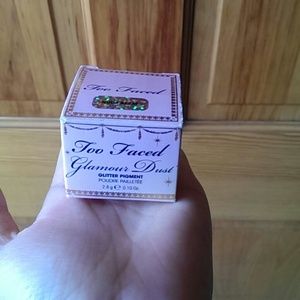 Too Faced
Too Faced
Glamour Dust
GLITTER PIGMENT
POUDRE PAILLETÉE
2.8 g ℮ 0.10 Oz